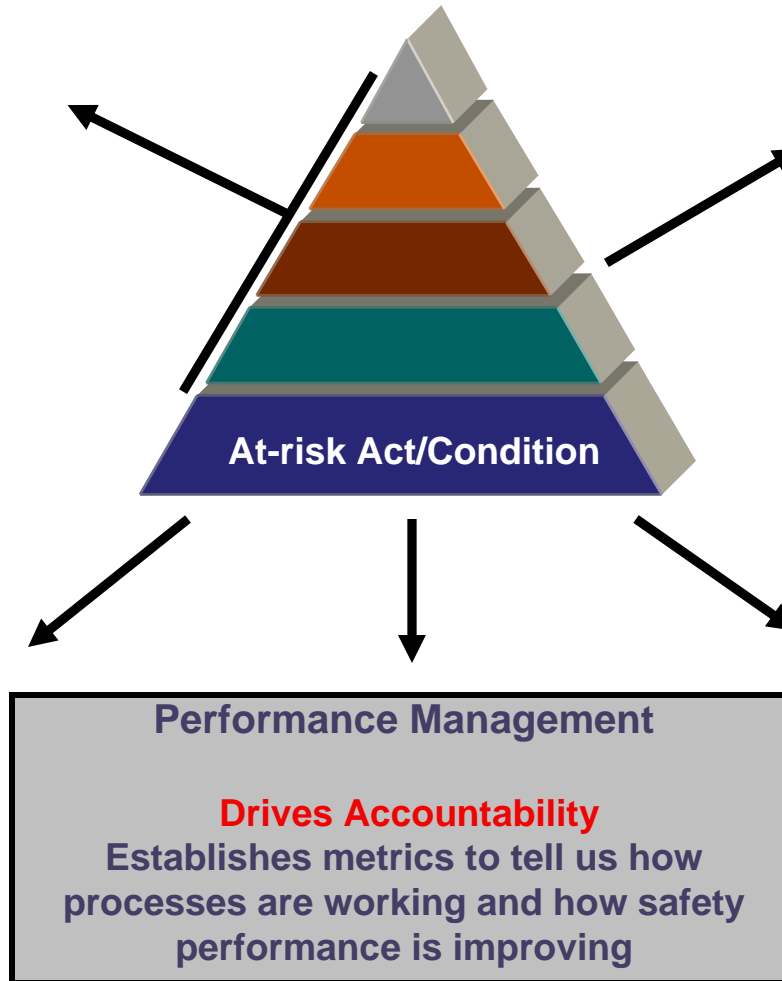 At-risk Act/Condition
Performance Management
Drives Accountability
Establishes metrics to tell us how
processes are working and how safety
performance is improving